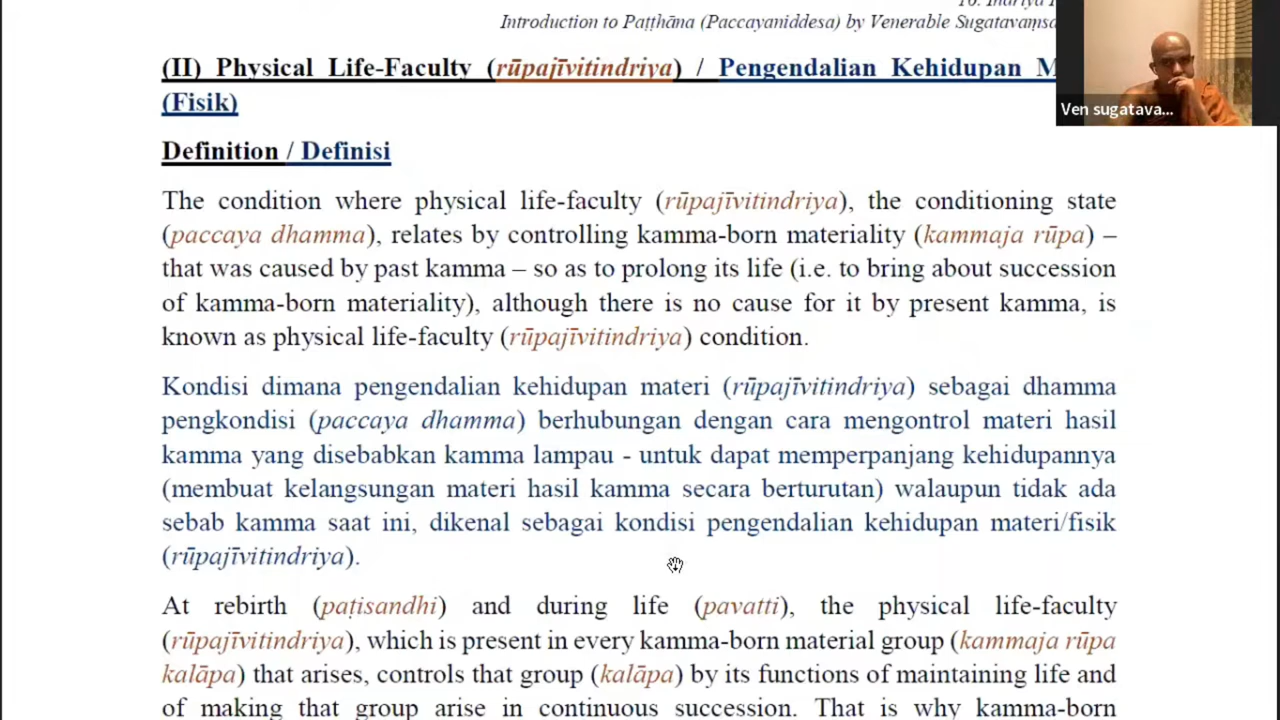 Introduction to Paṭṭhāna (Paccayaniddesa) by Venerable
(II) Physical Life-Faculty (rūpajīvitindriya) / Pengendalian Kehidupan
(Fisik)
Ven sugatava...
Definition / Definisi
The condition where physical life-faculty (rūpajīvitindriya), the conditioning state
(paccaya dhamma), relates by controlling kamma-born materiality (kammaja rūpa) –
that was caused by past kamma – so as to prolong its life (i.e. to bring about succession
of kamma-born materiality), although there is no cause for it by present kamma, is
known as physical life-faculty (rūpajīvitindriya) condition.
Kondisi dimana pengendalian kehidupan materi (rūpajīvitindriya) sebagai dhamma
pengkondisi (paccaya dhamma) berhubungan dengan cara mengontrol materi hasil
kamma yang disebabkan kamma lampau - untuk dapat memperpanjang kehidupannya
(membuat kelangsungan materi hasil kamma secara berturutan) walaupun tidak ada
sebab kamma saat ini, dikenal sebagai kondisi pengendalian kehidupan materi/fisik
(rūpajīvitindriya).
At rebirth (paṭisandhi) and during life (pavatti), the physical life-faculty
(rūpajīvitindriya), which is present in every kamma-born material group (kammaja rūpa
kalāpa) that arises, controls that group (kalāpa) by its functions of maintaining life and
of making that group arise in continuous succession. That is why kamma-born